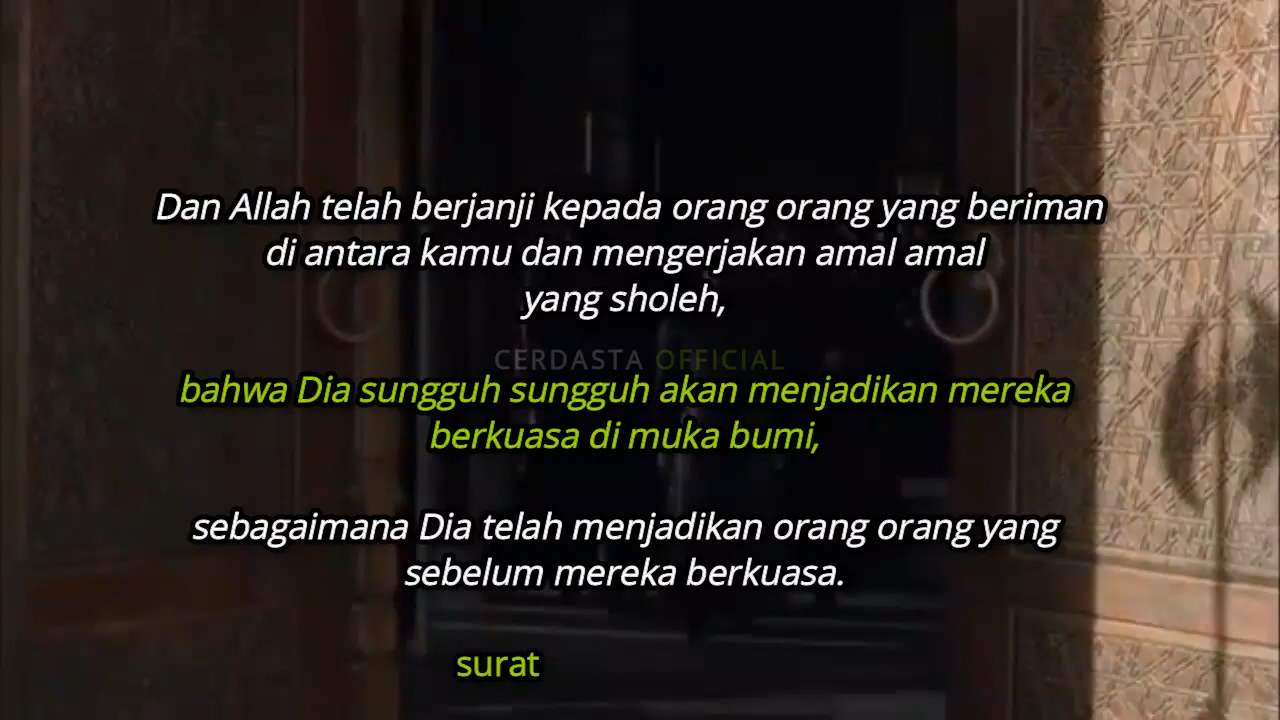 Dan Allah telah berjanji kepada orang orang yang beriman
di antara kamu dan mengerjakan amal amal
yang sholeh,
CERDASTA OFFICIAL
bahwa Dia sungguh sungguh akan menjadikan mereka
berkuasa di muka bumi,
sebagaimana Dia telah menjadikan orang orang yang
sebelum mereka berkuasa.
surat